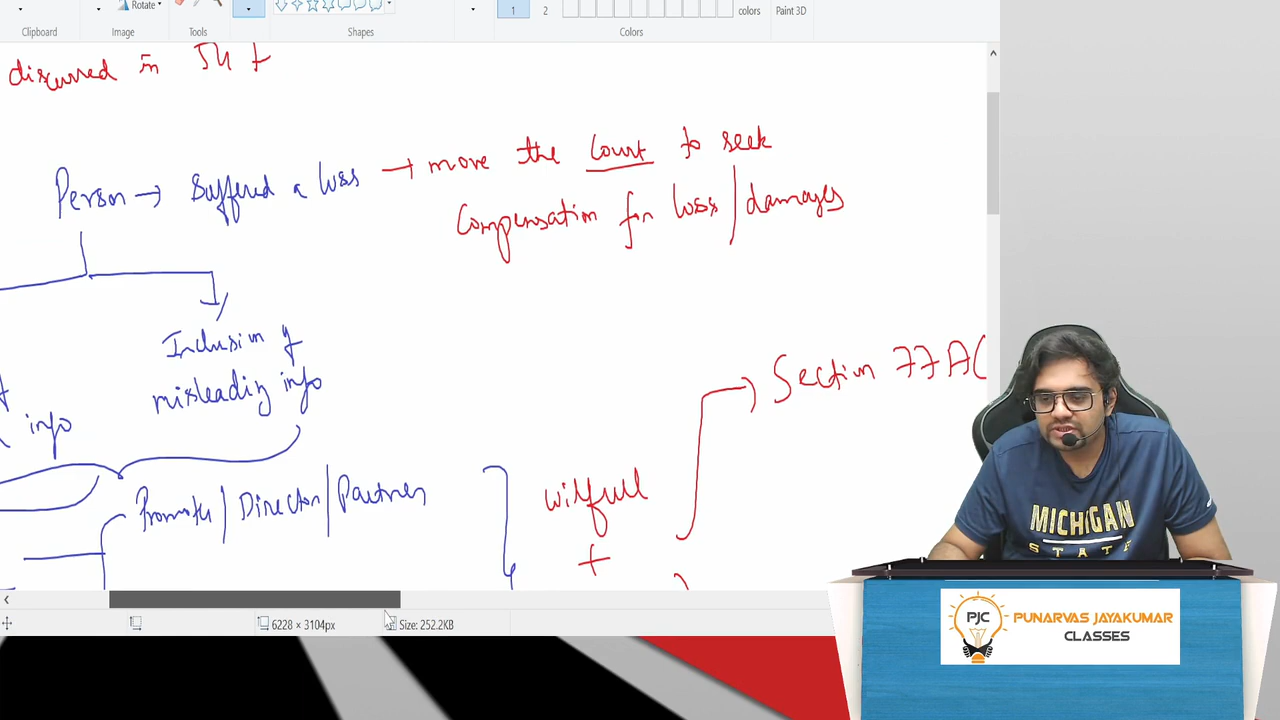 Rotate
1
2
colors
Paint 3D
Clipboard
Image
Tools
Shapes
Colors
discussed in
Person → Suffered a loss → move the Court to seek
Compensation for loss / damages
Inclusion of
misleading info
info
Section 77A
Promoter / Director / Partner
wilfull
+
6228 × 3104px
Size: 252.2KB
MICHIGAN
STATE
PJC
PUNARVAS JAYAKUMAR
CLASSES